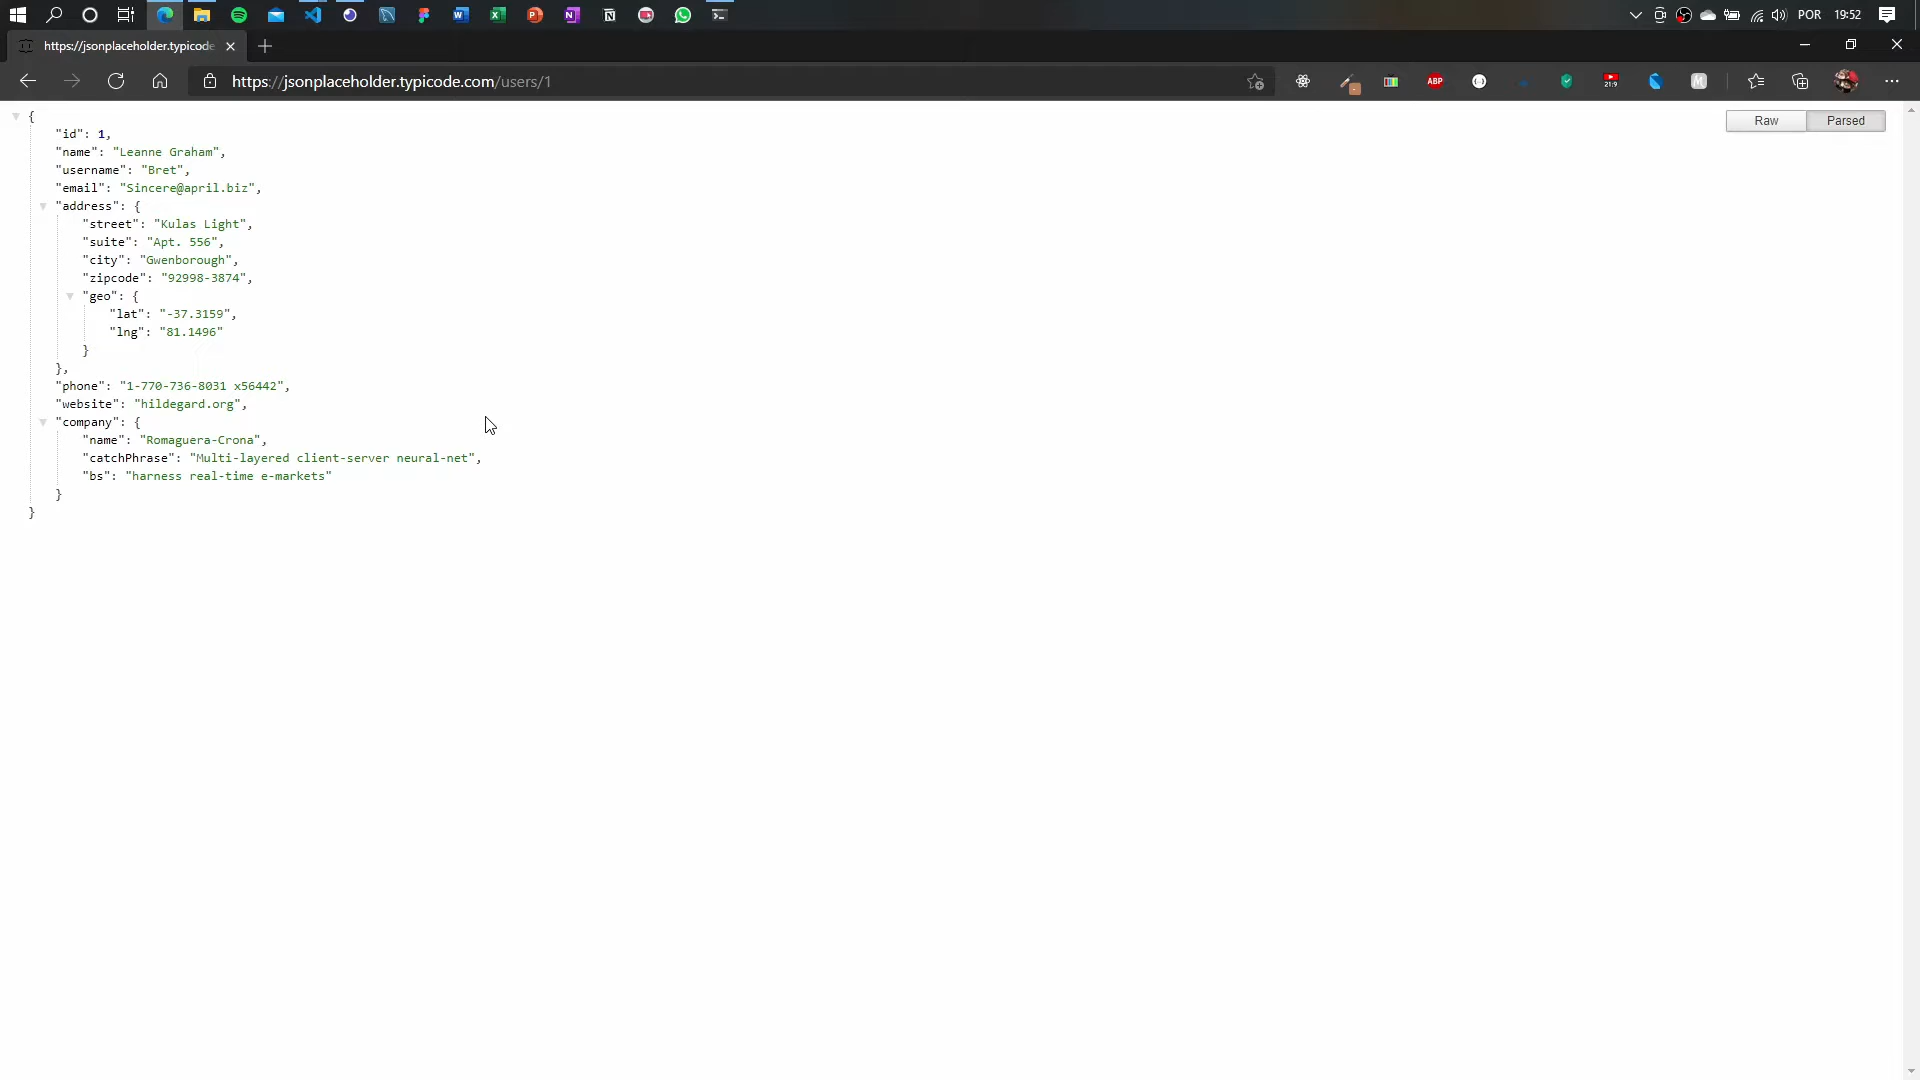 POR 19:52
https://jsonplaceholder.typicode
https://jsonplaceholder.typicode.com/users/1
ABP
21:9
M
Raw Parsed
{
"id": 1,
"name": "Leanne Graham",
"username": "Bret",
"email": "Sincere@april.biz",
"address": {
"street": "Kulas Light",
"suite": "Apt. 556",
"city": "Gwenborough",
"zipcode": "92998-3874",
"geo": {
"lat": "-37.3159",
"lng": "81.1496"
}
},
"phone": "1-770-736-8031 x56442",
"website": "hildegard.org",
"company": {
"name": "Romaguera-Crona",
"catchPhrase": "Multi-layered client-server neural-net",
"bs": "harness real-time e-markets"
}
}